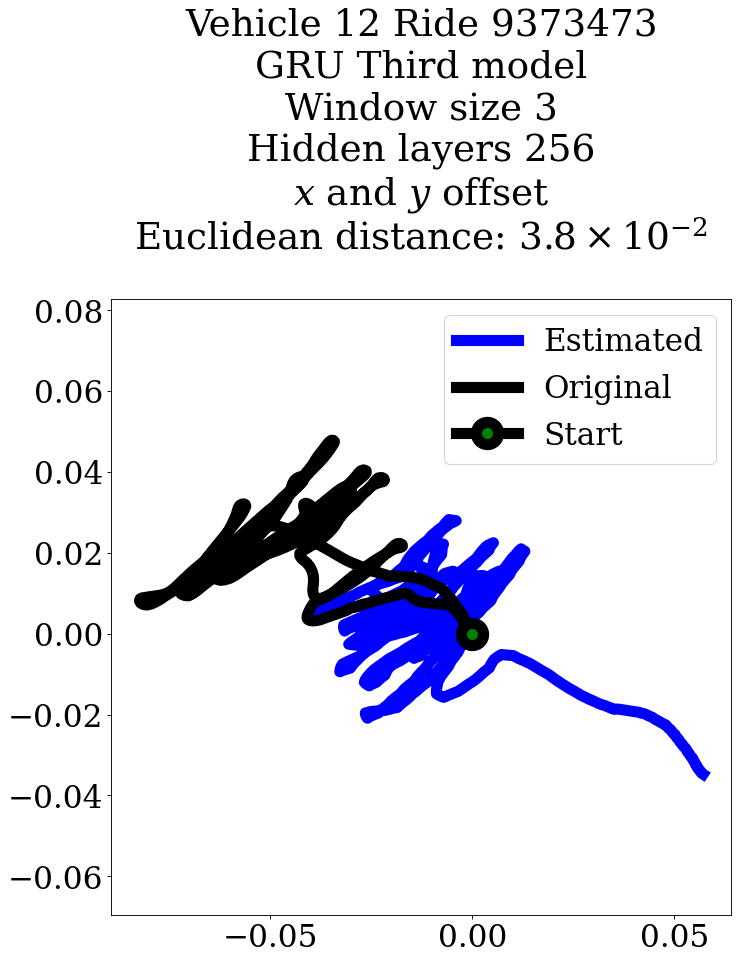 Vehicle 12 Ride 9373473
GRU Third model
Window size 3
Hidden layers 256
x and y offset
Euclidean distance: 3.8 × 10⁻²
0.08
0.06
0.04
0.02
0.00
−0.02
−0.04
−0.06
Estimated
Original
Start
−0.05
0.00
0.05